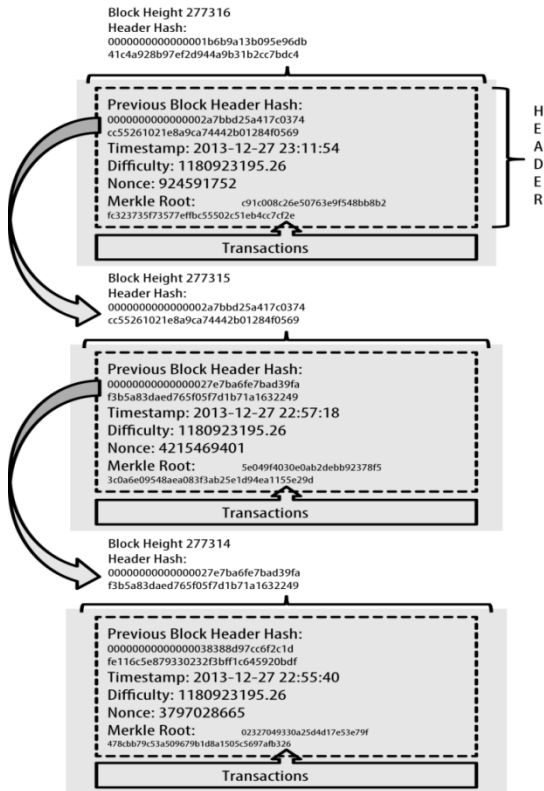 Block Height 277316
Header Hash:
0000000000000001b6b9a13b095e96db
41c4a928b97ef2d944a9b31b2cc7bdc4
Previous Block Header Hash:
0000000000000002a7bbd25a417c0374
cc55261021e8a9ca74442b01284f0569
Timestamp: 2013-12-27 23:11:54
Difficulty: 1180923195.26
Nonce: 924591752
Merkle Root: c91c008c26e50763e9f548bb8b2
fc323735f73577effbc55502c51eb4cc7cf2e
Transactions
HEADER
Block Height 277315
Header Hash:
0000000000000002a7bbd25a417c0374
cc55261021e8a9ca74442b01284f0569
Previous Block Header Hash:
00000000000000027e7ba6fe7bad39fa
f3b5a83daed765f05f7d1b71a1632249
Timestamp: 2013-12-27 22:57:18
Difficulty: 1180923195.26
Nonce: 4215469401
Merkle Root: 5e049f4030e0ab2debb92378f5
3c0a6e09548aea083f3ab25e1d94ea1155e29d
Transactions
Block Height 277314
Header Hash:
00000000000000027e7ba6fe7bad39fa
f3b5a83daed765f05f7d1b71a1632249
Previous Block Header Hash:
00000000000000038388d97cc6f2c1d
fe116c5e879330232f3bff1c645920bdf
Timestamp: 2013-12-27 22:55:40
Difficulty: 1180923195.26
Nonce: 3797028665
Merkle Root: 02327049330a25d4d17e53e79f
478cbb79c53a509679b1d8a1505c5697afb326
Transactions